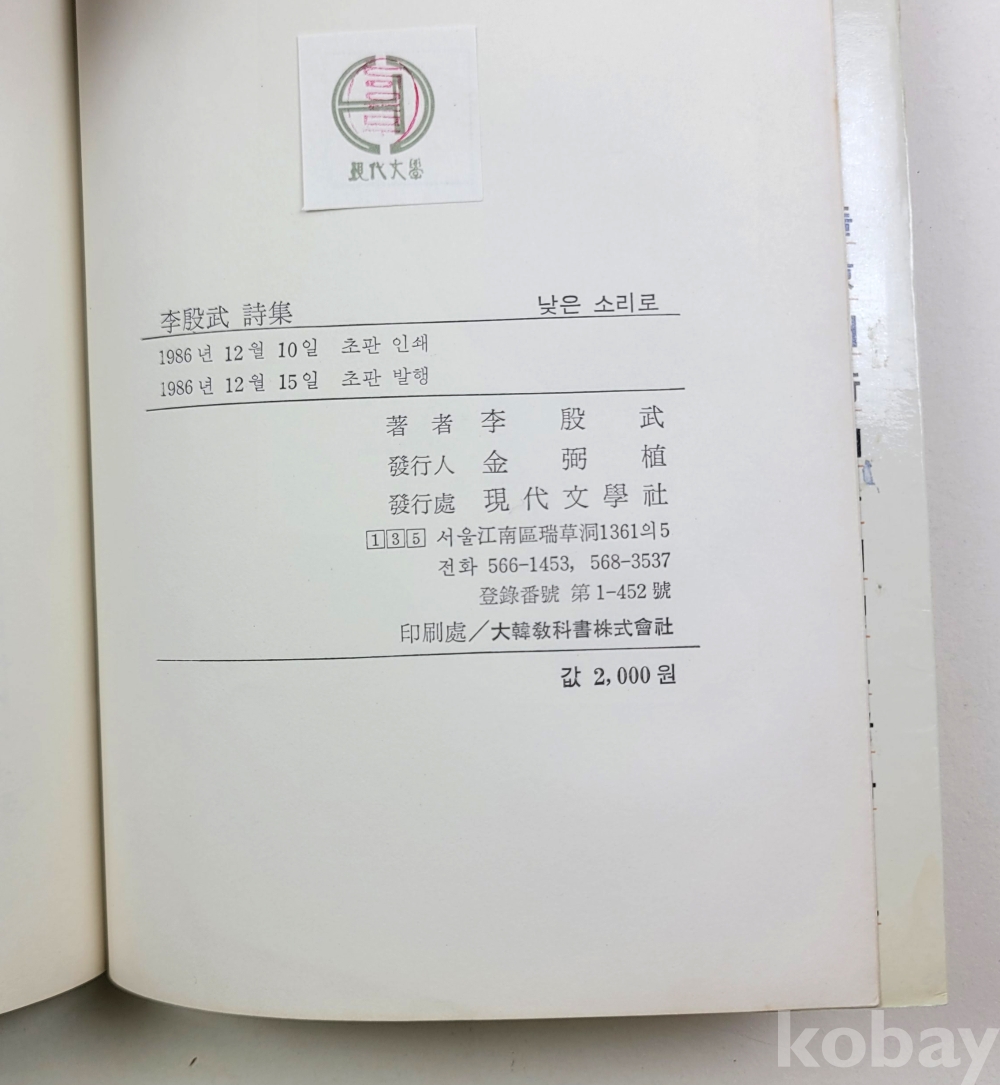 現代文學
李殷武 詩集 낮은 소리로
1986년 12월 10일 초판 인쇄
1986년 12월 15일 초판 발행
著 者 李 殷 武
發行人 金 弼 植
發行處 現代文學社
135 서울江南區瑞草洞1361의5
전화 566-1453, 568-3537
登錄番號 第1-452號
印刷處/大韓敎科書株式會社
값 2,000원
kobay